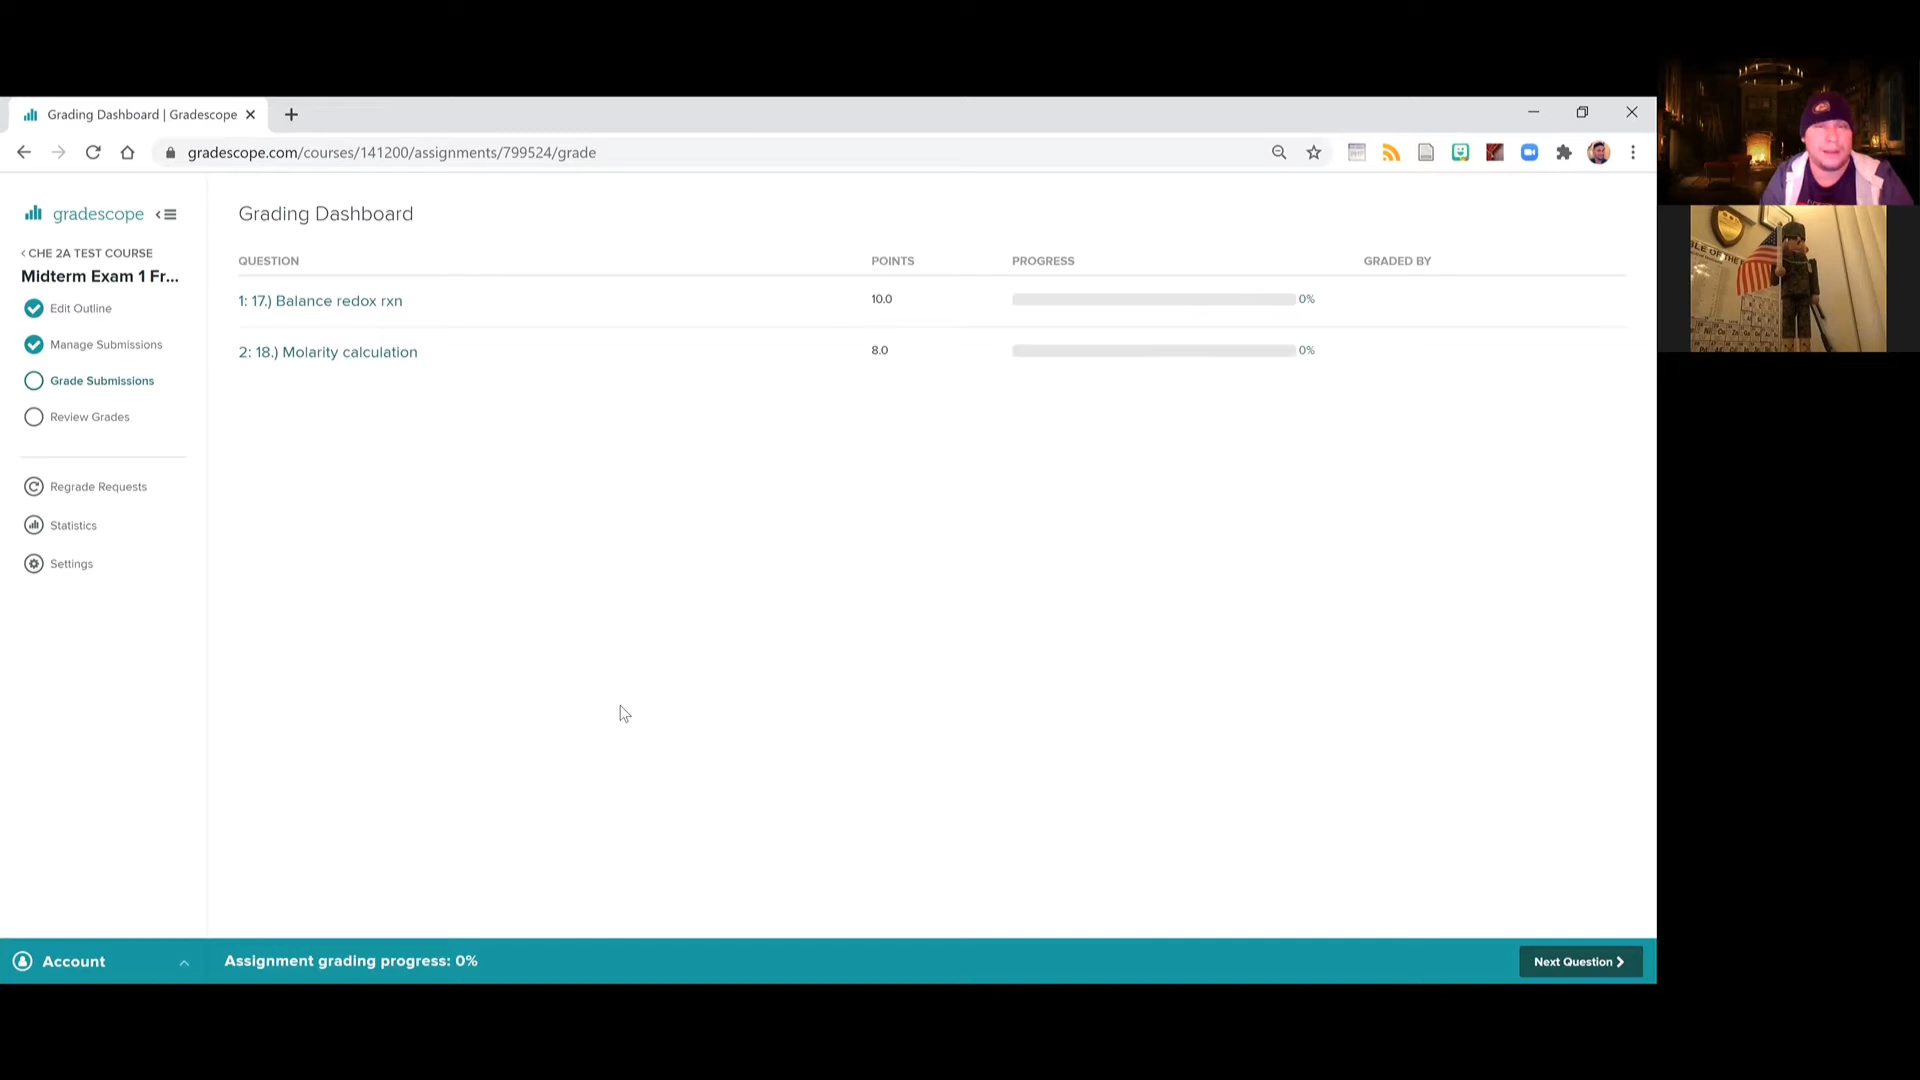 Grading Dashboard | Gradescope
gradescope.com/courses/141200/assignments/799524/grade
gradescope
CHE 2A TEST COURSE
Midterm Exam 1 Fr...
Edit Outline
Manage Submissions
Grade Submissions
Review Grades
Regrade Requests
Statistics
Settings
Grading Dashboard
QUESTION POINTS PROGRESS GRADED BY
1: 17.) Balance redox rxn 10.0 0%
2: 18.) Molarity calculation 8.0 0%
Account
Assignment grading progress: 0%
Next Question